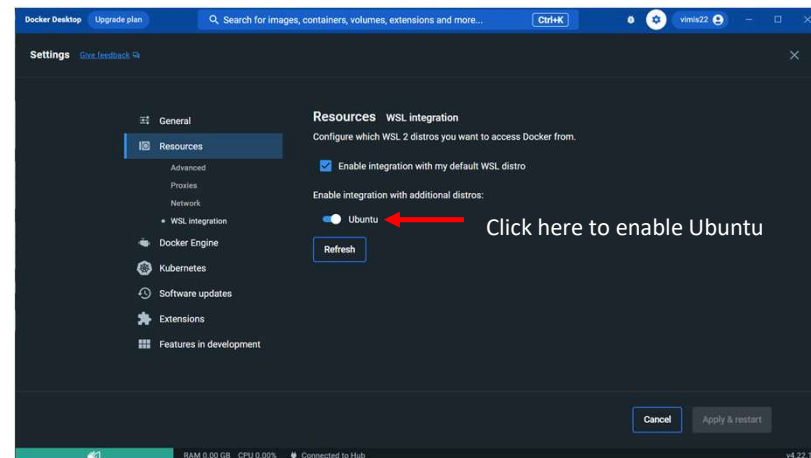 Docker Desktop Upgrade plan Search for images, containers, volumes, extensions and more... Ctrl+K vimis22
Settings Give feedback
General
Resources
Advanced
Proxies
Network
WSL integration
Docker Engine
Kubernetes
Software updates
Extensions
Features in development
Resources WSL integration
Configure which WSL 2 distros you want to access Docker from.
Enable integration with my default WSL distro
Enable integration with additional distros:
Ubuntu
Click here to enable Ubuntu
Refresh
Cancel Apply & restart
RAM 0.00 GB CPU 0.00% Connected to Hub